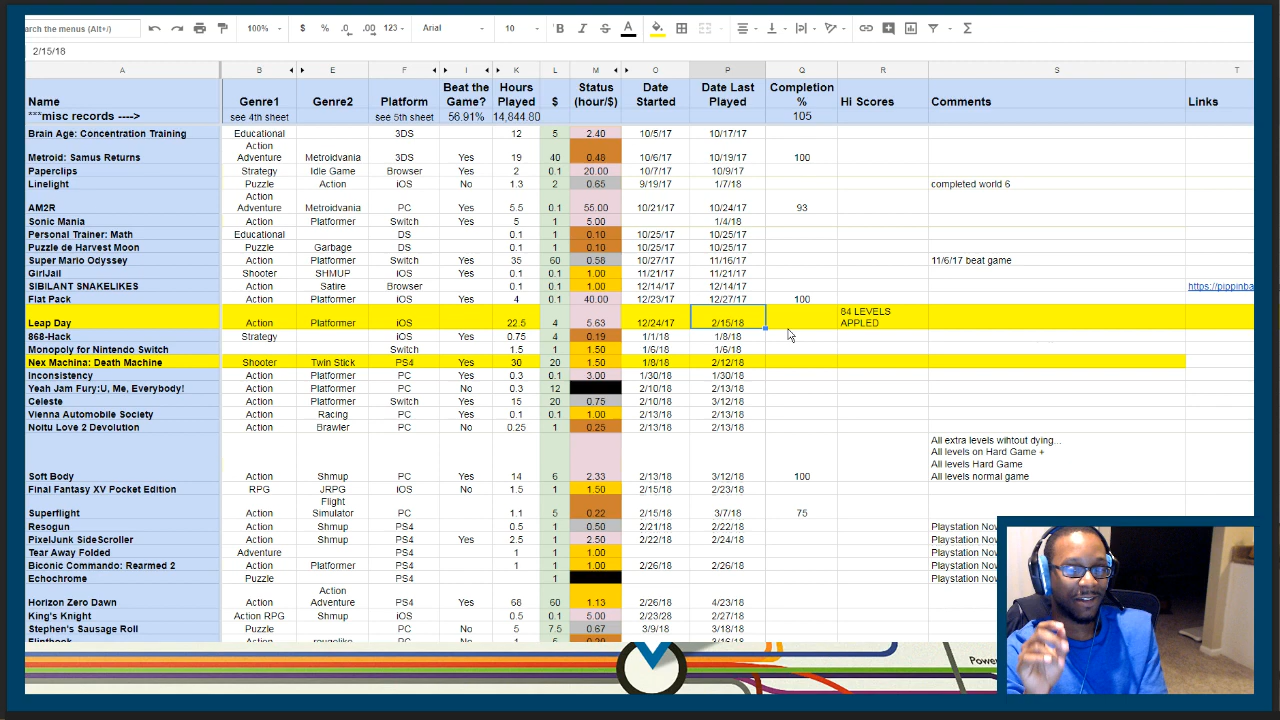 arch the menus (Alt+/)
100% $ % .0 .00 123 Arial 10 B I S A Σ
2/15/18
A B E F I K L M O P Q R S T
Name Genre1 Genre2 Platform Beat the Game? Hours Played $ Status (hour/$) Date Started Date Last Played Completion % Hi Scores Comments Links
***misc records ----> see 4th sheet see 5th sheet 56.91% 14,844.80 105
Brain Age: Concentration Training Educational 3DS 12 5 2.40 10/5/17 10/17/17
Metroid: Samus Returns Action Adventure Metroidvania 3DS Yes 19 40 0.48 10/6/17 10/19/17 100
Paperclips Strategy Idle Game Browser Yes 2 0.1 20.00 10/7/17 10/9/17
Linelight Puzzle Action iOS No 1.3 2 0.65 9/19/17 1/7/18 completed world 6
AM2R Action Adventure Metroidvania PC Yes 5.5 0.1 55.00 10/21/17 10/24/17 93
Sonic Mania Action Platformer Switch Yes 5 1 5.00 1/4/18
Personal Trainer: Math Educational DS 0.1 1 0.10 10/25/17 10/25/17
Puzzle de Harvest Moon Puzzle Garbage DS 0.1 1 0.10 10/25/17 10/25/17
Super Mario Odyssey Action Platformer Switch Yes 35 60 0.58 10/27/17 11/16/17 11/6/17 beat game
GirlJail Shooter SHMUP iOS Yes 0.1 0.1 1.00 11/21/17 11/21/17
SIBILANT SNAKELIKES Action Satire Browser 0.1 0.1 1.00 12/14/17 12/14/17 https://pippinba
Flat Pack Action Platformer iOS Yes 4 0.1 40.00 12/23/17 12/27/17 100
Leap Day Action Platformer iOS 22.5 4 5.63 12/24/17 2/15/18 84 LEVELS APPLED
868-Hack Strategy iOS Yes 0.75 4 0.19 1/1/18 1/8/18
Monopoly for Nintendo Switch Switch 1.5 1 1.50 1/6/18 1/6/18
Nex Machina: Death Machine Shooter Twin Stick PS4 Yes 30 20 1.50 1/8/18 2/12/18
Inconsistency Action Platformer PC Yes 0.3 0.1 3.00 1/30/18 1/30/18
Yeah Jam Fury:U, Me, Everybody! Action Platformer PC No 0.3 12 2/10/18 2/13/18
Celeste Action Platformer Switch Yes 15 20 0.75 2/10/18 3/12/18
Vienna Automobile Society Action Racing PC Yes 0.1 0.1 1.00 2/13/18 2/13/18
Noitu Love 2 Devolution Action Brawler PC No 0.25 1 0.25 2/13/18 2/13/18
All extra levels wihtout dying...
All levels on Hard Game +
All levels Hard Game
Soft Body Action Shmup PC Yes 14 6 2.33 2/13/18 3/12/18 100 All levels normal game
Final Fantasy XV Pocket Edition RPG JRPG iOS No 1.5 1 1.50 2/15/18 2/23/18
Superflight Action Flight Simulator PC 1.1 5 0.22 2/15/18 3/7/18 75
Resogun Action Shmup PS4 0.5 1 0.50 2/21/18 2/22/18 Playstation Nov
PixelJunk SideScroller Action Shmup PS4 Yes 2.5 1 2.50 2/22/18 2/24/18 Playstation Nov
Tear Away Folded Adventure PS4 1 1 1.00 Playstation Nov
Biconic Commando: Rearmed 2 Action Platformer PS4 1 1 1.00 2/26/18 2/26/18 Playstation Nov
Echochrome Puzzle PS4 1 Playstation Nov
Horizon Zero Dawn Action Action Adventure PS4 Yes 68 60 1.13 2/26/18 4/23/18
King's Knight Action RPG Shmup iOS 0.5 0.1 5.00 2/23/28 2/27/18
Stephen's Sausage Roll Puzzle PC No 5 7.5 0.67 3/9/18 3/18/18
Power